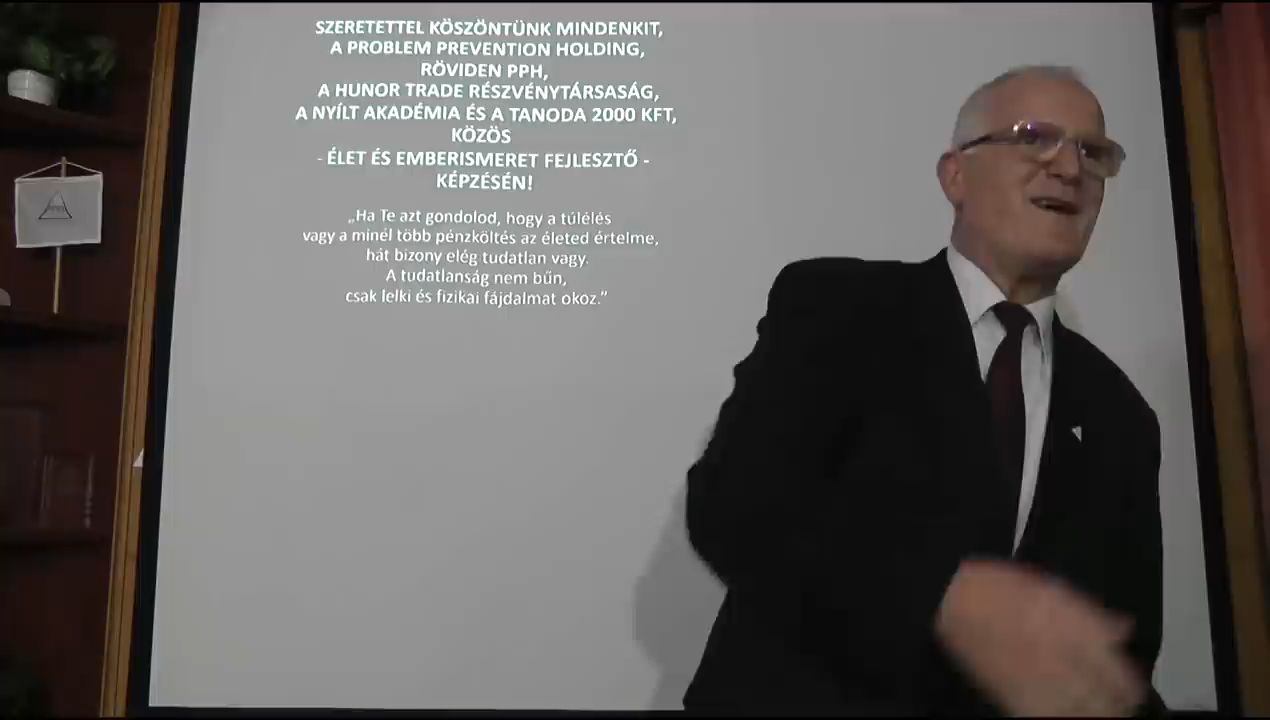 SZERETETTEL KÖSZÖNTÜNK MINDENKIT,
A PROBLEM PREVENTION HOLDING,
RÖVIDEN PPH,
A HUNOR TRADE RÉSZVÉNYTÁRSASÁG,
A NYÍLT AKADÉMIA ÉS A TANODA 2000 KFT,
KÖZÖS
- ÉLET ÉS EMBERISMERET FEJLESZTŐ -
KÉPZÉSÉN!
„Ha Te azt gondolod, hogy a túlélés
vagy a minél több pénzköltés az életed értelme,
hát bizony elég tudatlan vagy.
A tudatlanság nem bűn,
csak lelki és fizikai fájdalmat okoz.”